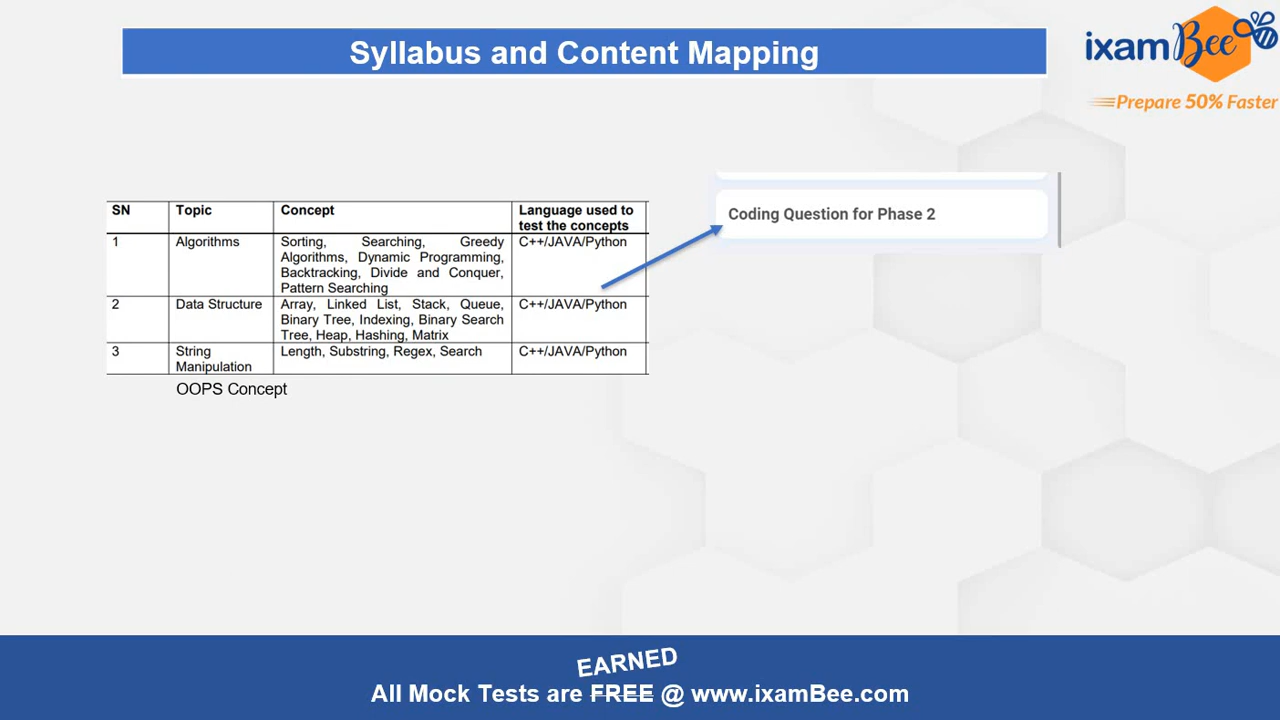 Syllabus and Content Mapping
ixamBee
Prepare 50% Faster
SN Topic Concept Language used to
test the concepts
1 Algorithms Sorting, Searching, Greedy C++/JAVA/Python
Algorithms, Dynamic Programming,
Backtracking, Divide and Conquer,
Pattern Searching
2 Data Structure Array, Linked List, Stack, Queue, C++/JAVA/Python
Binary Tree, Indexing, Binary Search
Tree, Heap, Hashing, Matrix
3 String Length, Substring, Regex, Search C++/JAVA/Python
Manipulation
OOPS Concept
Coding Question for Phase 2
EARNED
All Mock Tests are FREE @ www.ixamBee.com